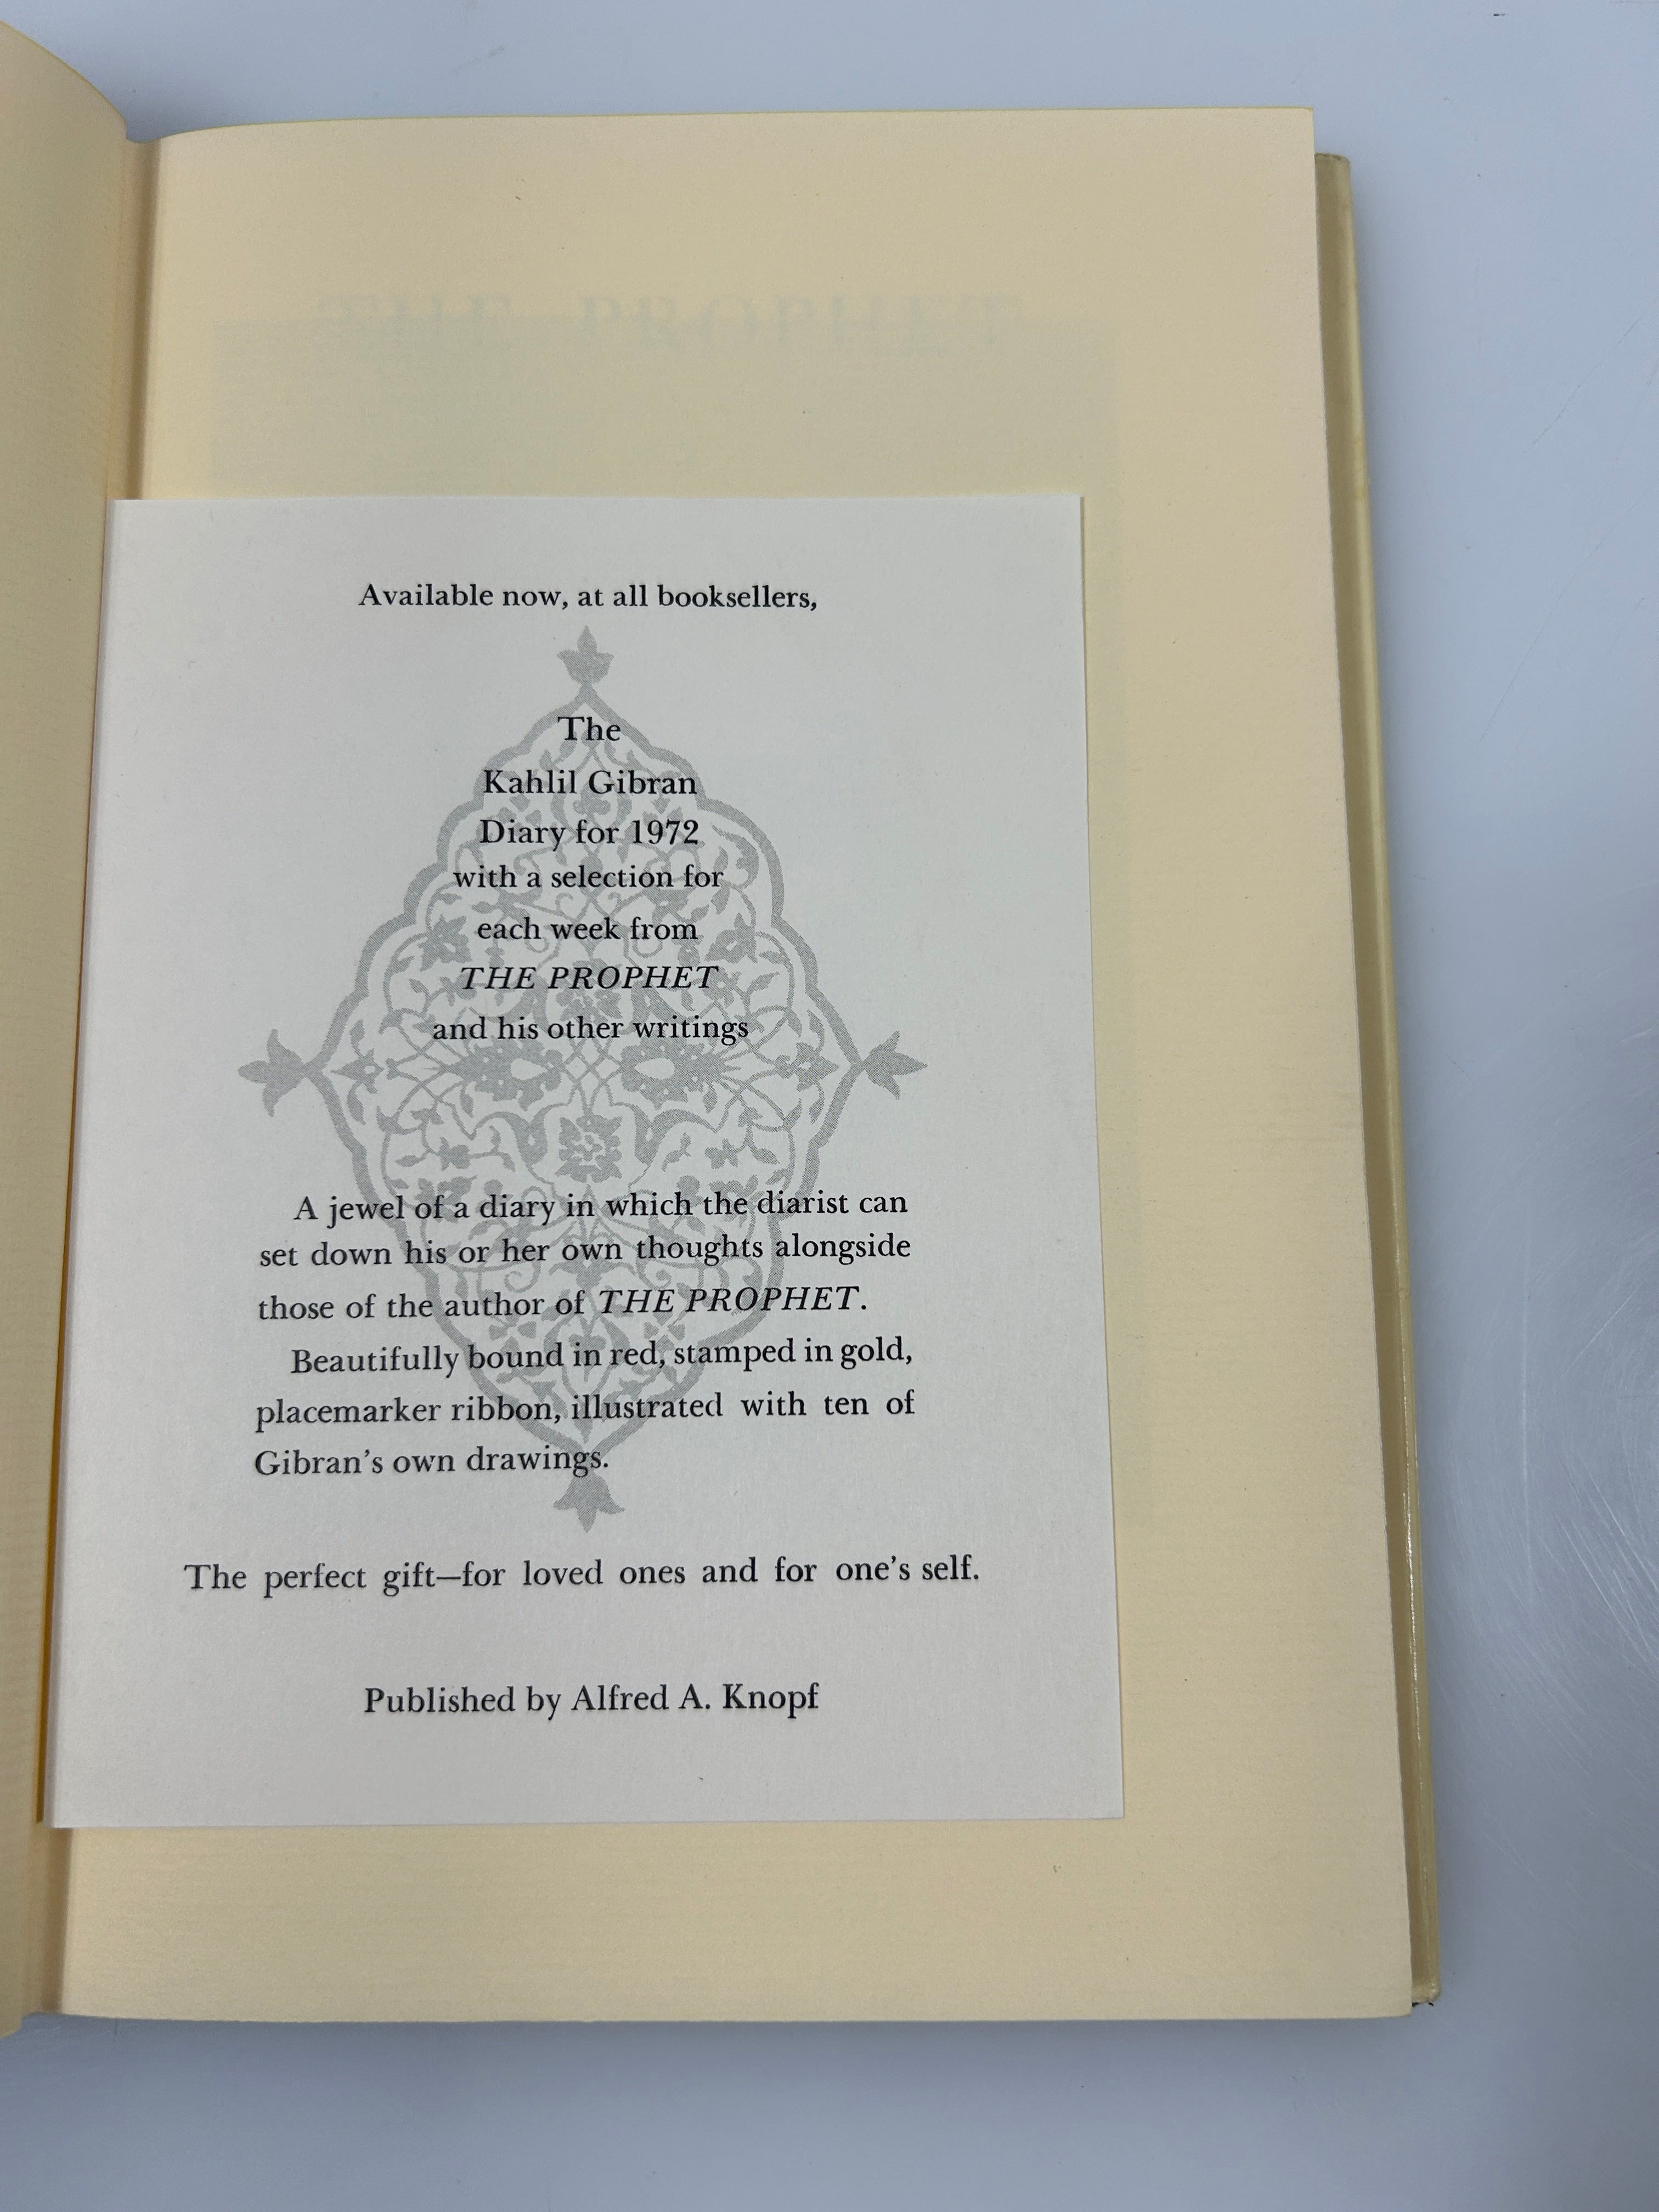 THE PROPHET
Available now, at all booksellers,
The
Kahlil Gibran
Diary for 1972
with a selection for
each week from
THE PROPHET
and his other writings
A jewel of a diary in which the diarist can
set down his or her own thoughts alongside
those of the author of THE PROPHET.
Beautifully bound in red, stamped in gold,
placemarker ribbon, illustrated with ten of
Gibran's own drawings.
The perfect gift—for loved ones and for one's self.
Published by Alfred A. Knopf